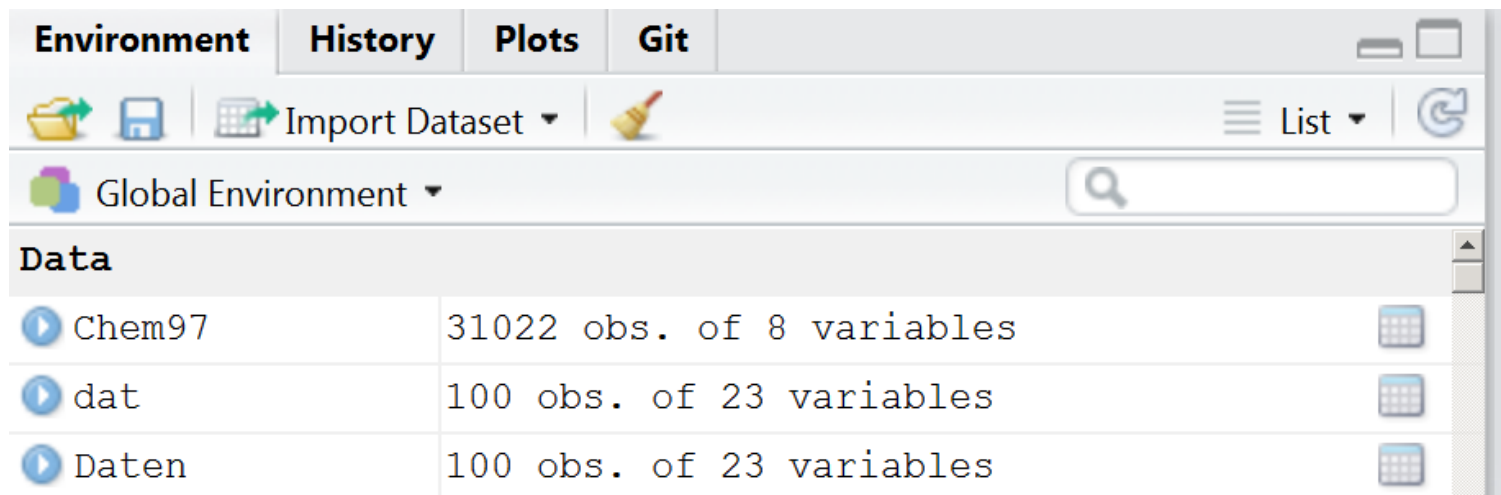 Environment History Plots Git
Import Dataset List
Global Environment
Data
Chem97 31022 obs. of 8 variables
dat 100 obs. of 23 variables
Daten 100 obs. of 23 variables